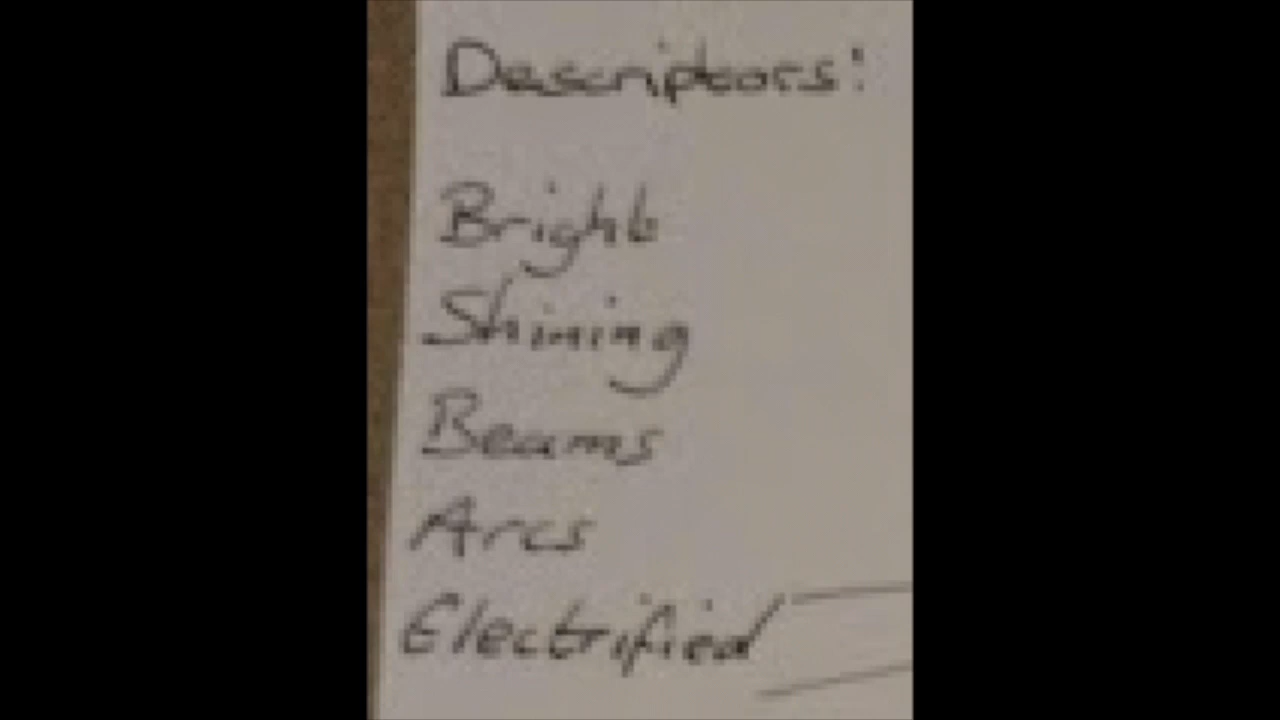 Descriptors:
Bright
Shining
Beams
Arcs
Electrified